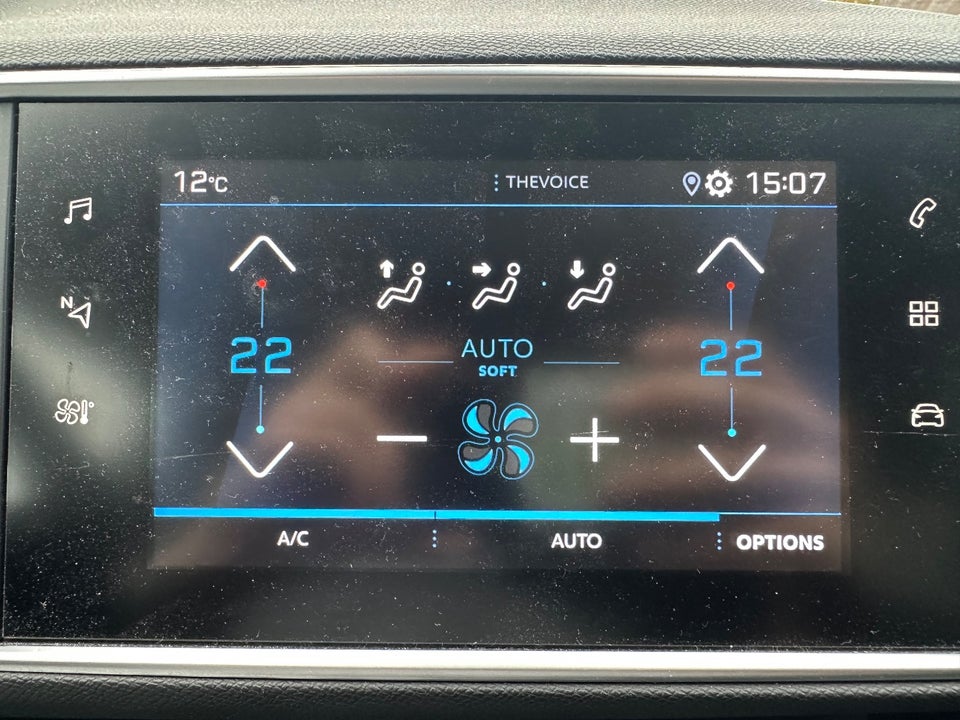 12°C
THEVOICE
15:07
N
22
AUTO
SOFT
22
A/C
AUTO
OPTIONS